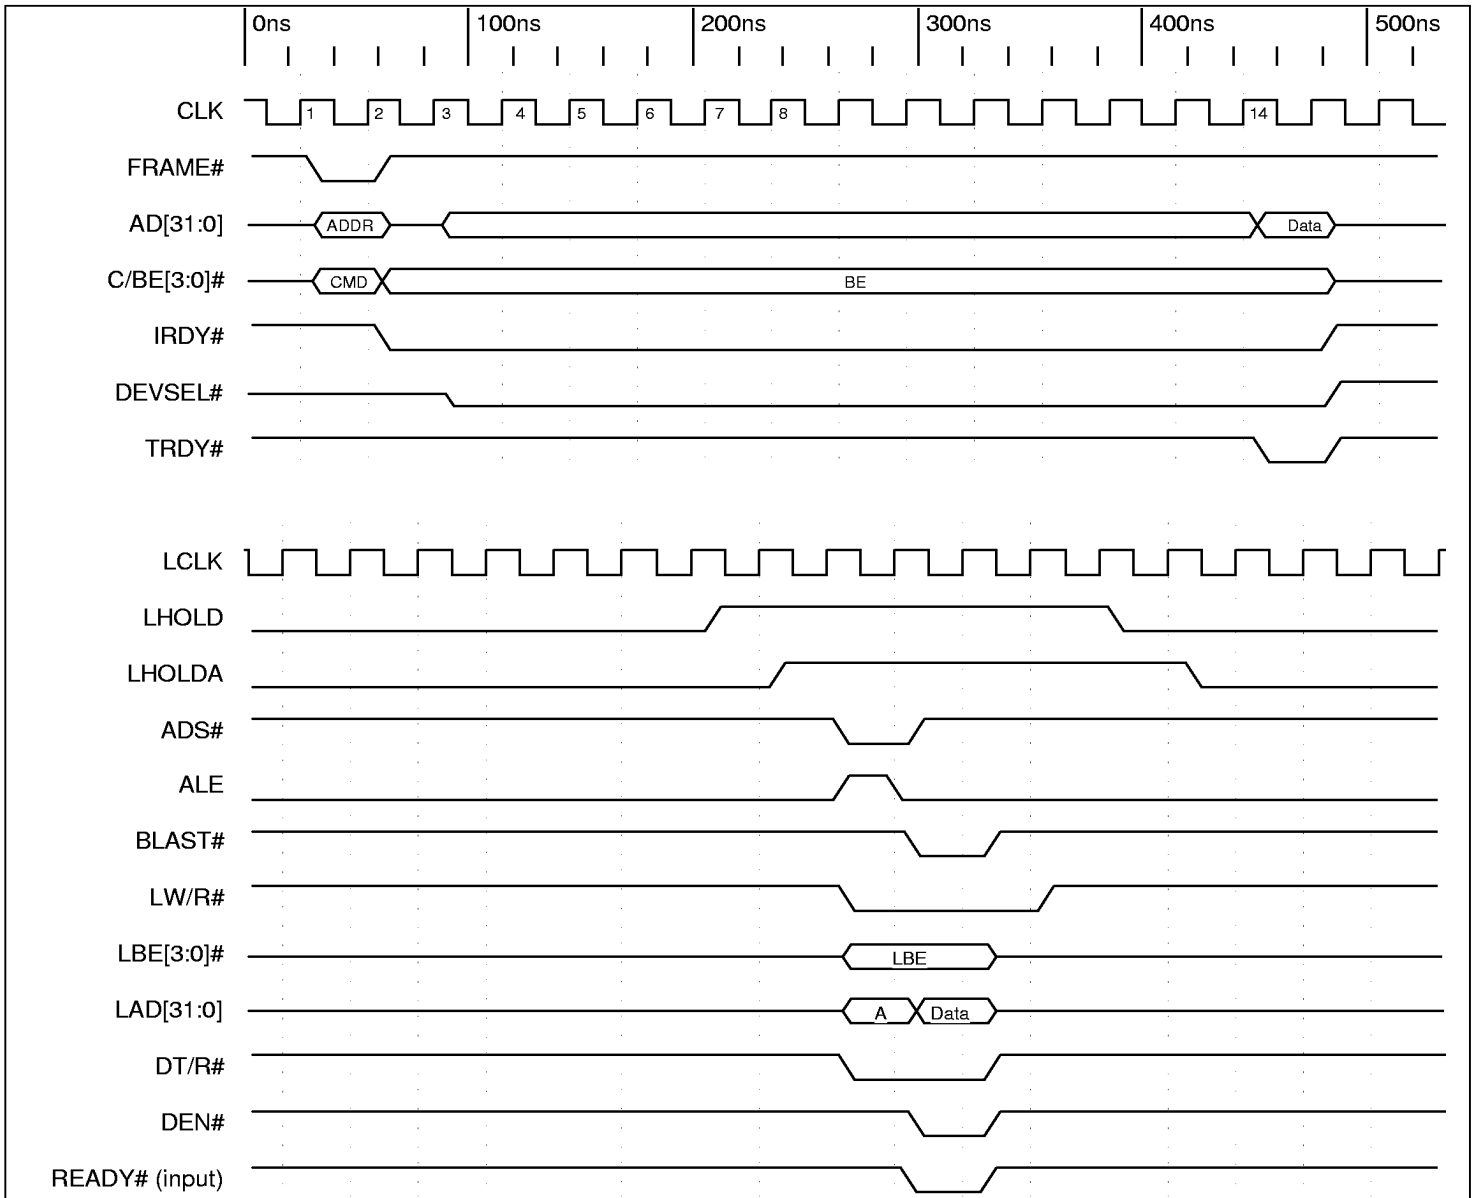 0ns 100ns 200ns 300ns 400ns 500ns
CLK 1 2 3 4 5 6 7 8 14
FRAME#
AD[31:0] ADDR Data
C/BE[3:0]# CMD BE
IRDY#
DEVSEL#
TRDY#
LCLK
LHOLD
LHOLDA
ADS#
ALE
BLAST#
LW/R#
LBE[3:0]# LBE
LAD[31:0] A Data
DT/R#
DEN#
READY# (input)